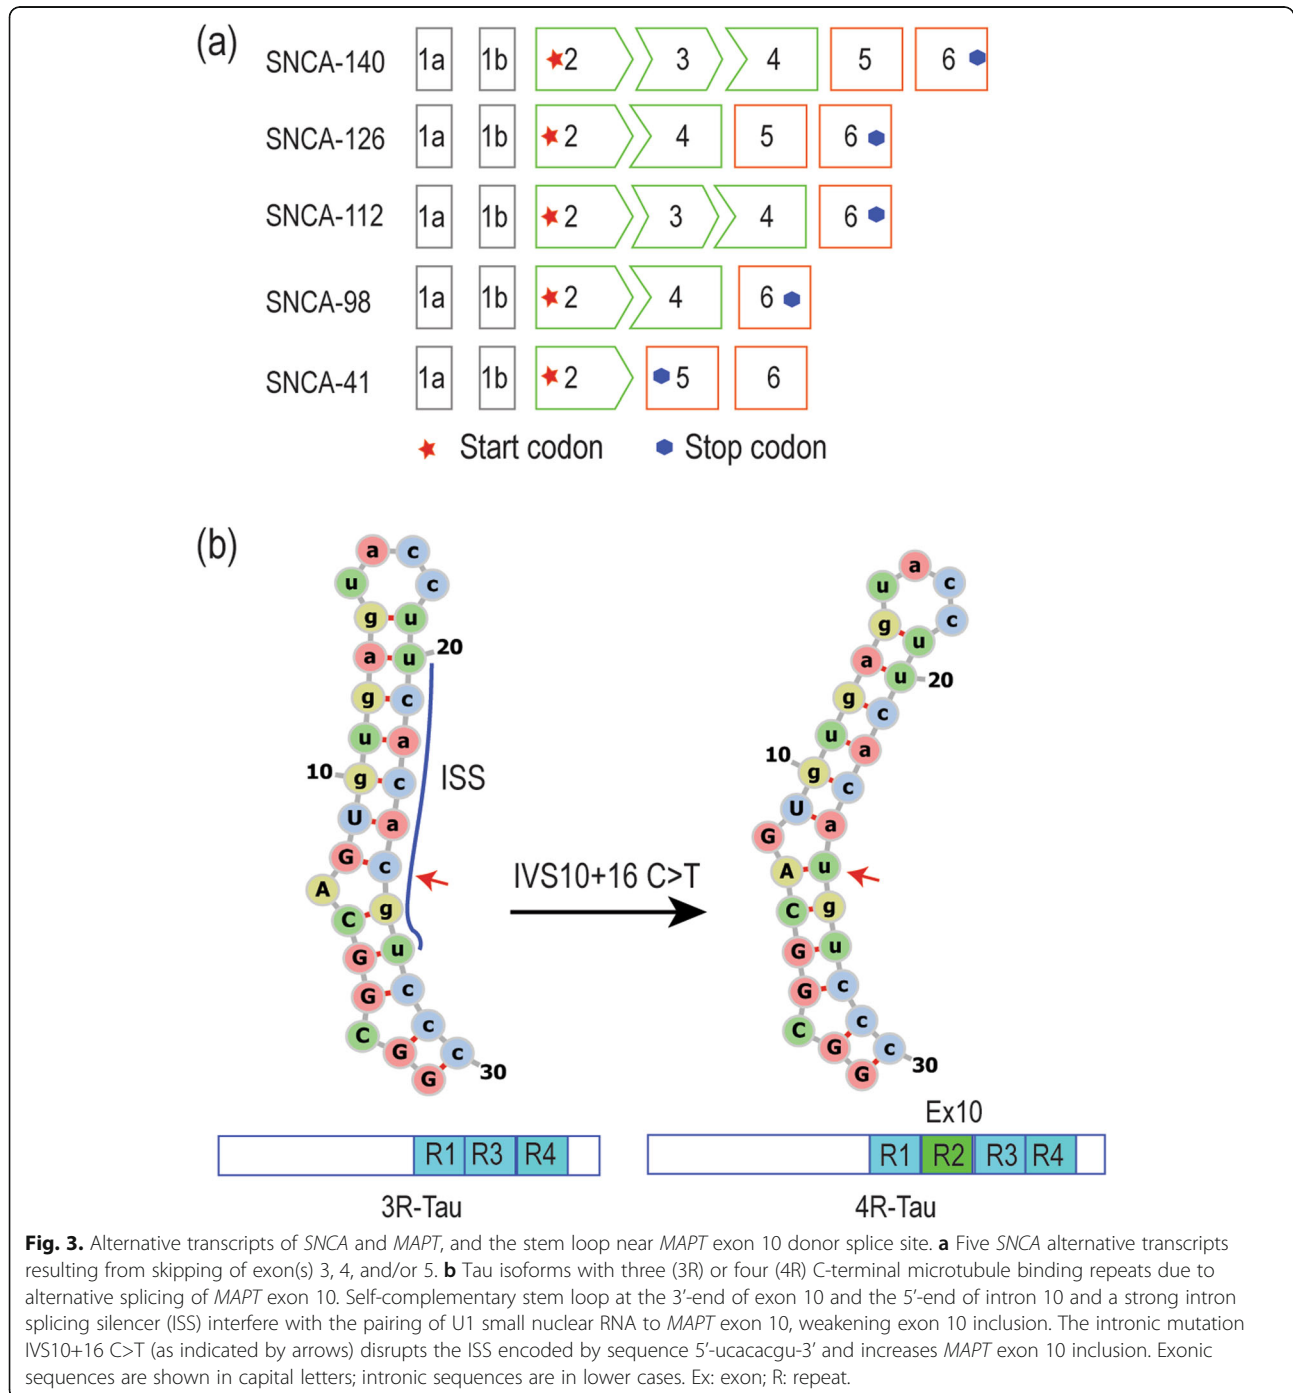 (a)
SNCA-140 1a 1b 2 3 4 5 6
SNCA-126 1a 1b 2 4 5 6
SNCA-112 1a 1b 2 3 4 6
SNCA-98 1a 1b 2 4 6
SNCA-41 1a 1b 2 5 6
Start codon Stop codon
(b)
a c
u c
g u
a u 20
g c
u a
10 g c
U a
G c
A g
C u
G c
G c
C c 30
G
G
ISS
IVS10+16 C>T
a
u c
g c
a u
g u 20
u c
10 g a
U c
G a
A u
C g
G u
G c
C c
G c 30
G
R1 R3 R4
3R-Tau
Ex10
R1 R2 R3 R4
4R-Tau
Fig. 3. Alternative transcripts of SNCA and MAPT, and the stem loop near MAPT exon 10 donor splice site. a Five SNCA alternative transcripts
resulting from skipping of exon(s) 3, 4, and/or 5. b Tau isoforms with three (3R) or four (4R) C-terminal microtubule binding repeats due to
alternative splicing of MAPT exon 10. Self-complementary stem loop at the 3’-end of exon 10 and the 5’-end of intron 10 and a strong intron
splicing silencer (ISS) interfere with the pairing of U1 small nuclear RNA to MAPT exon 10, weakening exon 10 inclusion. The intronic mutation
IVS10+16 C>T (as indicated by arrows) disrupts the ISS encoded by sequence 5’-ucacacgu-3’ and increases MAPT exon 10 inclusion. Exonic
sequences are shown in capital letters; intronic sequences are in lower cases. Ex: exon; R: repeat.